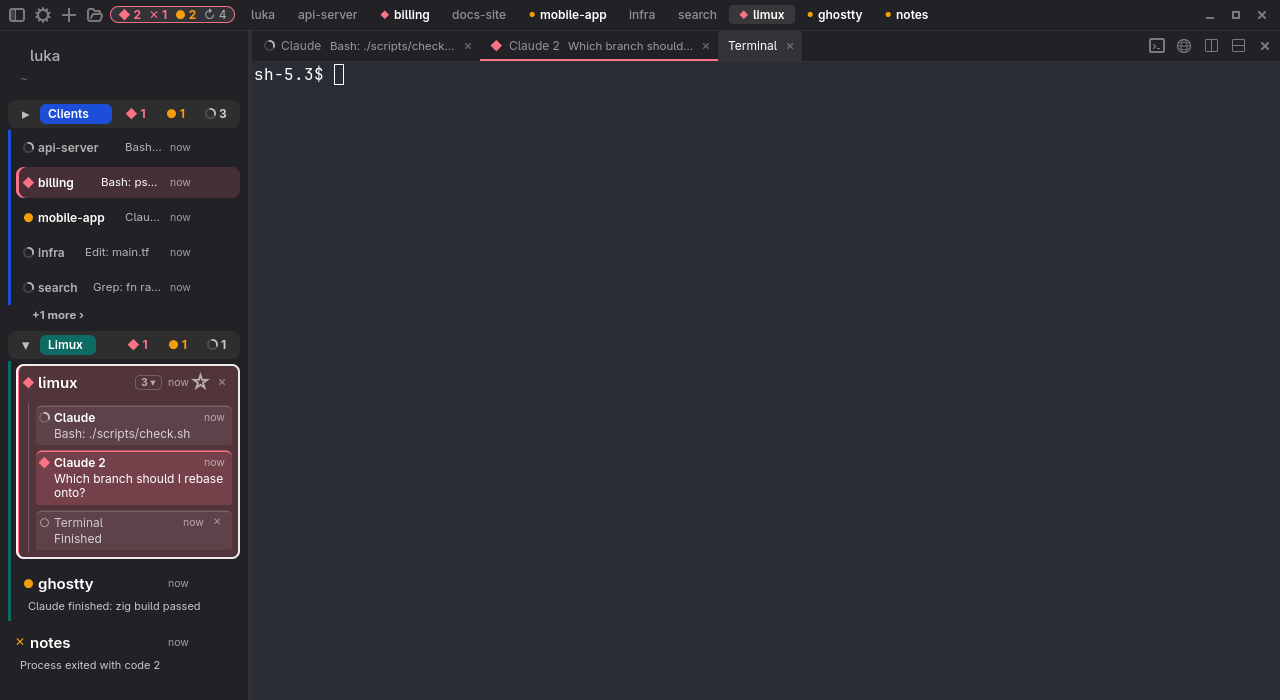 2 1 2 4 luka api-server billing docs-site mobile-app infra search limux ghostty notes
luka
~
Claude Bash: ./scripts/check...
Claude 2 Which branch should...
Terminal
sh-5.3$
Clients 1 1 3
api-server Bash... now
billing Bash: ps... now
mobile-app Clau... now
infra Edit: main.tf now
search Grep: fn ra... now
+1 more ›
Limux 1 1 1
limux 3 now
Claude now
Bash: ./scripts/check.sh
Claude 2 now
Which branch should I rebase
onto?
Terminal now
Finished
ghostty now
Claude finished: zig build passed
notes now
Process exited with code 2